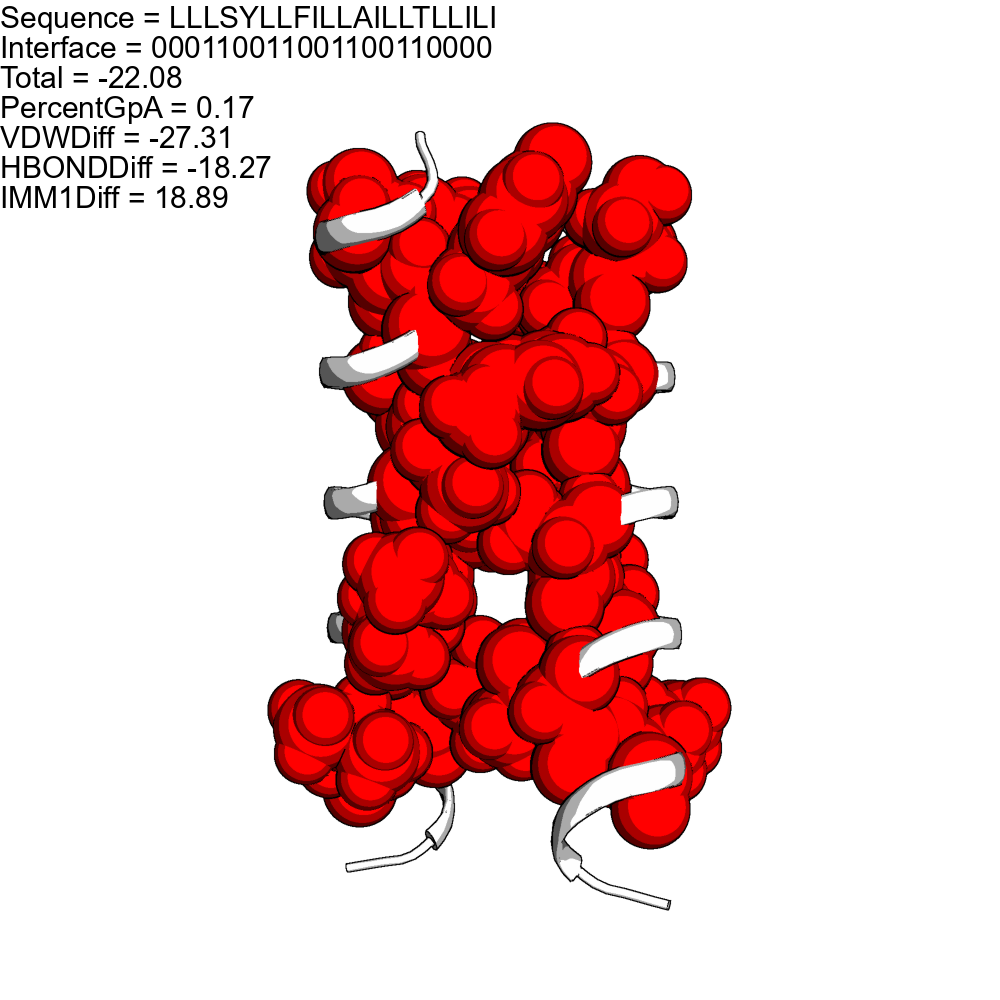 Sequence = LLLSYLLFILLAILLTLLILI
Interface = 000110011001100110000
Total = -22.08
PercentGpA = 0.17
VDWDiff = -27.31
HBONDDiff = -18.27
IMM1Diff = 18.89